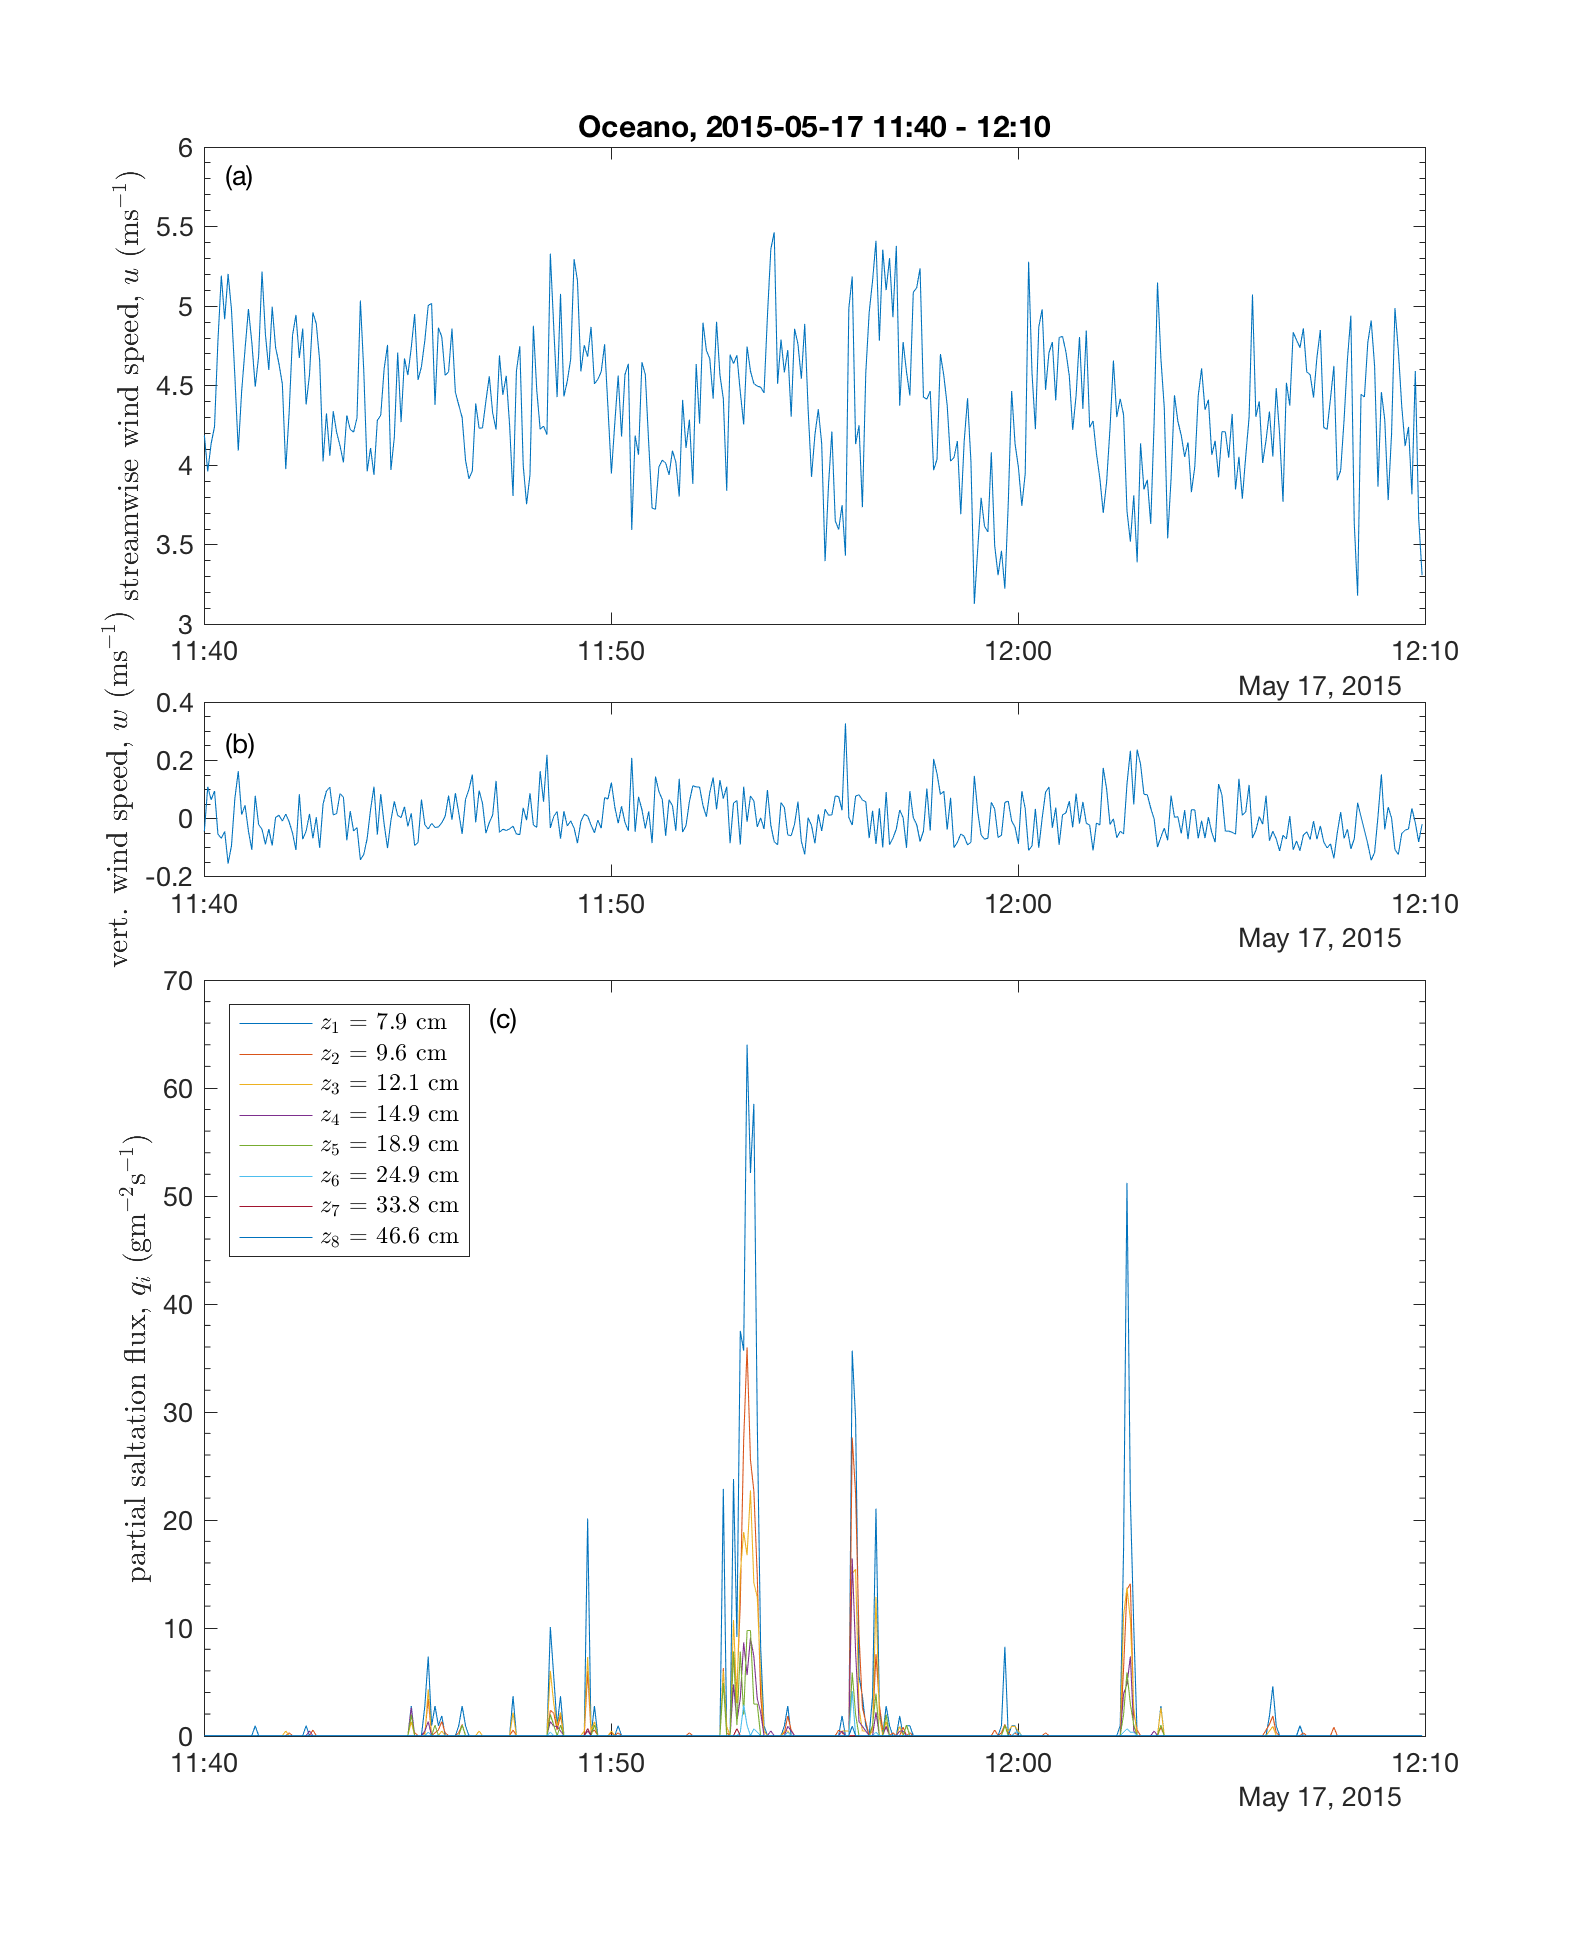 Oceano, 2015-05-17 11:40 - 12:10
(a)
streamwise wind speed, u (ms⁻¹)
6
5.5
5
4.5
4
3.5
3
11:40 11:50 12:00 12:10
May 17, 2015
(b)
vert. wind speed, w (ms⁻¹)
0.4
0.2
0
-0.2
11:40 11:50 12:00 12:10
May 17, 2015
(c)
partial saltation flux, qᵢ (gm⁻²s⁻¹)
70
60
50
40
30
20
10
0
z₁ = 7.9 cm
z₂ = 9.6 cm
z₃ = 12.1 cm
z₄ = 14.9 cm
z₅ = 18.9 cm
z₆ = 24.9 cm
z₇ = 33.8 cm
z₈ = 46.6 cm
11:40 11:50 12:00 12:10
May 17, 2015